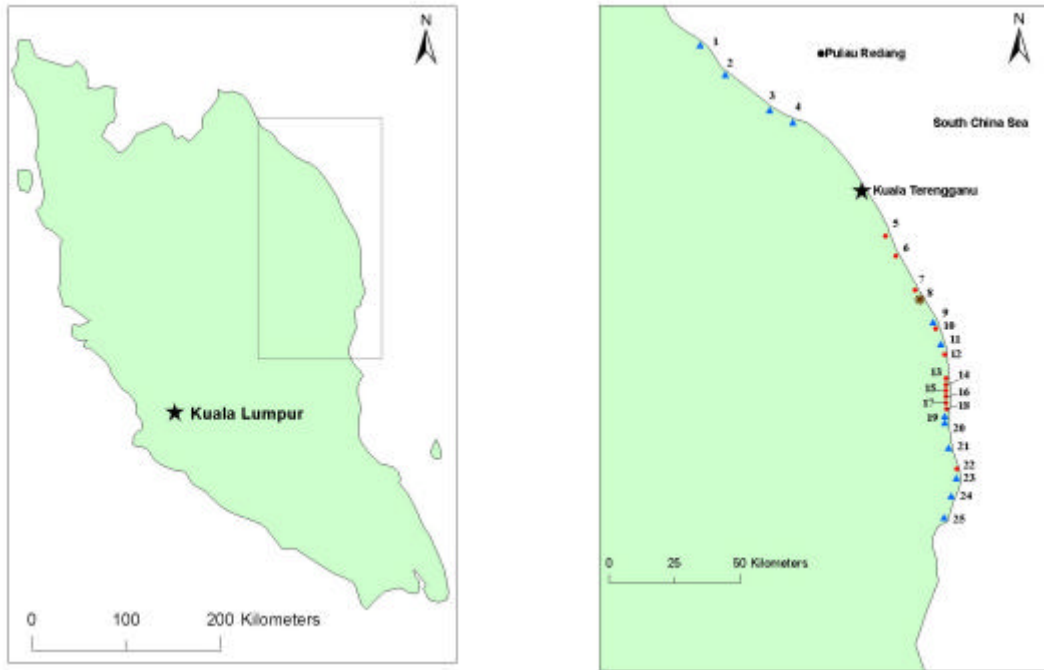 N
Kuala Lumpur
0 100 200 Kilometers
N
1
Pulau Redang
2
3
4
South China Sea
Kuala Terengganu
5
6
7
8
9
10
11
12
13 14
15 16
17 18
19
20
21
22
23
24
25
0 25 50 Kilometers